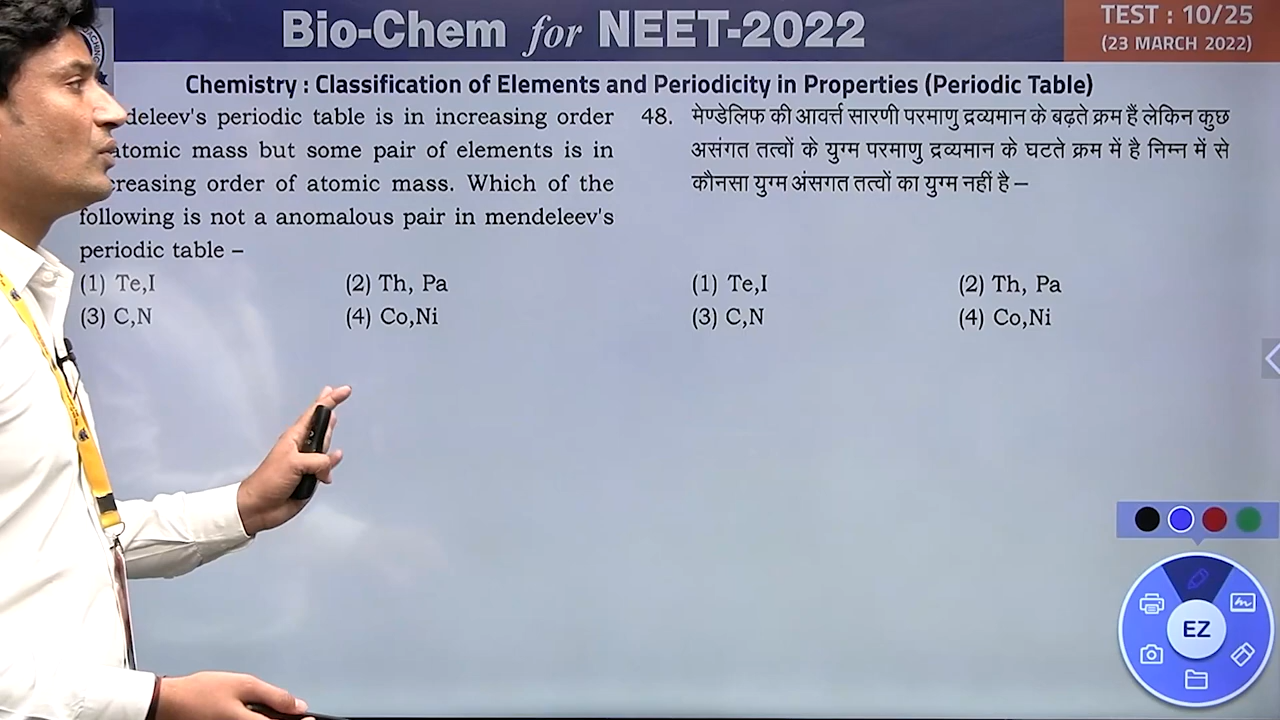 Bio-Chem for NEET-2022
TEST : 10/25
(23 MARCH 2022)
Chemistry : Classification of Elements and Periodicity in Properties (Periodic Table)
periodic table is in increasing order
atomic mass but some pair of elements is in
order of atomic mass. Which of the
following is not a anomalous pair in mendeleev's
periodic table –
(1) Te,I (2) Th, Pa
(3) C,N (4) Co,Ni
48. मेण्डेलिफ की आवर्त्त सारणी परमाणु द्रव्यमान के बढ़ते क्रम हैं लेकिन कुछ
असंगत तत्वों के युग्म परमाणु द्रव्यमान के घटते क्रम में है निम्न में से
कौनसा युग्म अंसगत तत्वों का युग्म नहीं है –
(1) Te,I (2) Th, Pa
(3) C,N (4) Co,Ni
EZ